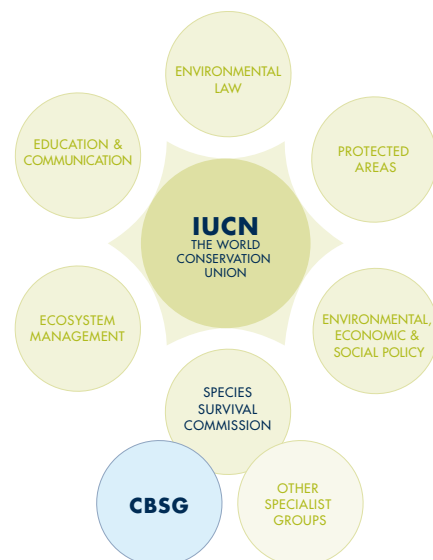 ENVIRONMENTAL
LAW
EDUCATION &
COMMUNICATION
PROTECTED
AREAS
IUCN
THE WORLD
CONSERVATION
UNION
ECOSYSTEM
MANAGEMENT
ENVIRONMENTAL,
ECONOMIC &
SOCIAL POLICY
SPECIES
SURVIVAL
COMMISSION
CBSG
OTHER
SPECIALIST
GROUPS